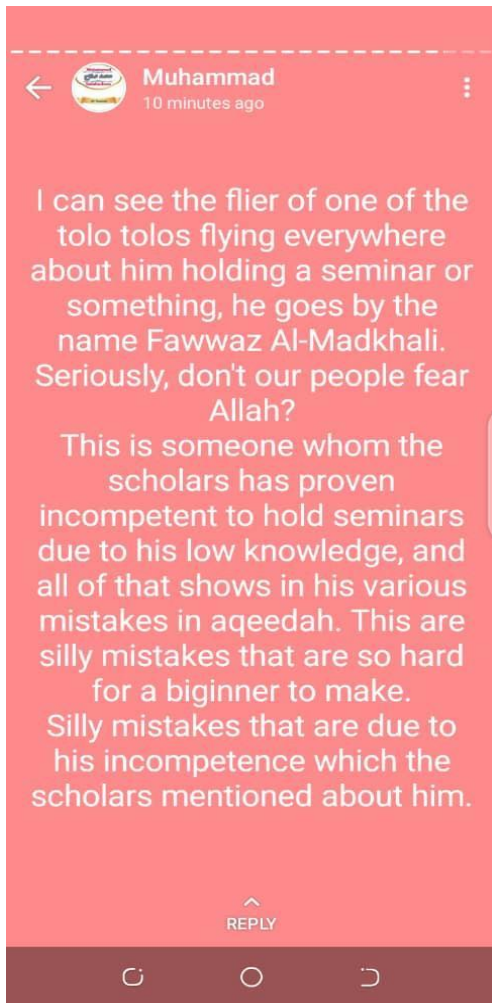 Muhammad
10 minutes ago
I can see the flier of one of the
tolo tolos flying everywhere
about him holding a seminar or
something, he goes by the
name Fawwaz Al-Madkhali.
Seriously, don't our people fear
Allah?
This is someone whom the
scholars has proven
incompetent to hold seminars
due to his low knowledge, and
all of that shows in his various
mistakes in aqeedah. This are
silly mistakes that are so hard
for a biginner to make.
Silly mistakes that are due to
his incompetence which the
scholars mentioned about him.
REPLY